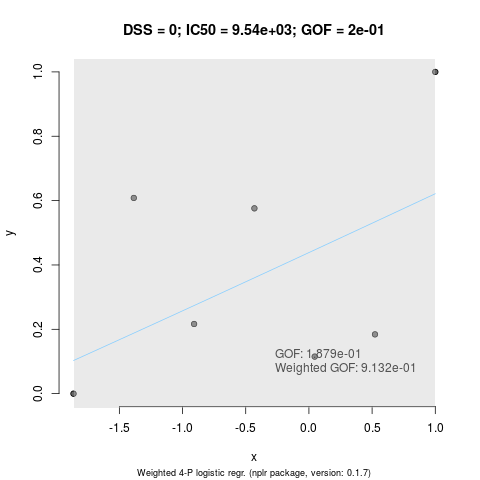 DSS = 0; IC50 = 9.54e+03; GOF = 2e-01
1.0
0.8
0.6
0.4
0.2
0.0
y
GOF: 1.879e-01
Weighted GOF: 9.132e-01
-1.5 -1.0 -0.5 0.0 0.5 1.0
x
Weighted 4-P logistic regr. (nplr package, version: 0.1.7)